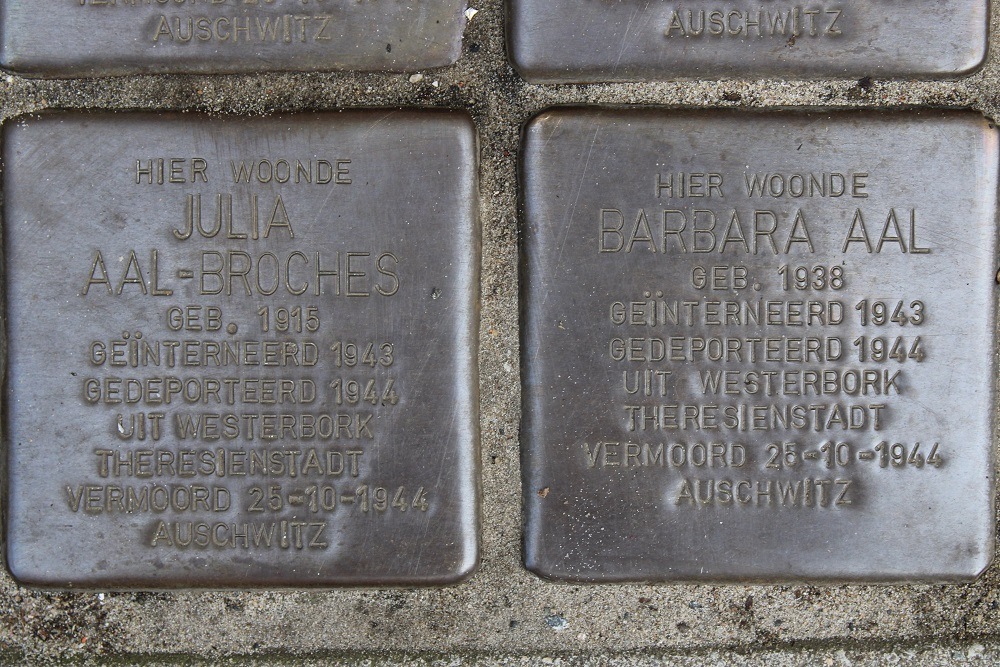 AUSCHWITZ
AUSCHWITZ
HIER WOONDE
JULIA
AAL-BROCHES
GEB. 1915
GEÏNTERNEERD 1943
GEDEPORTEERD 1944
UIT WESTERBORK
THERESIENSTADT
VERMOORD 25-10-1944
AUSCHWITZ
HIER WOONDE
BARBARA AAL
GEB. 1938
GEÏNTERNEERD 1943
GEDEPORTEERD 1944
UIT WESTERBORK
THERESIENSTADT
VERMOORD 25-10-1944
AUSCHWITZ